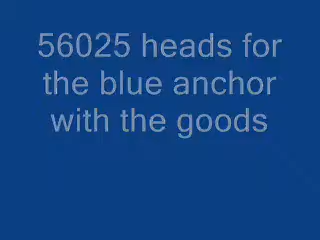 56025 heads for
the blue anchor
with the goods